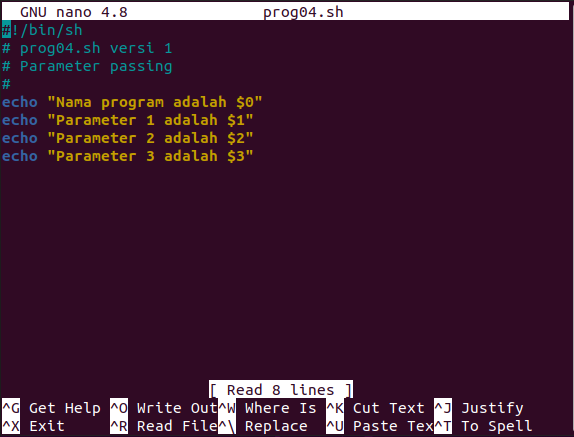 GNU nano 4.8 prog04.sh
#!/bin/sh
# prog04.sh versi 1
# Parameter passing
#
echo "Nama program adalah $0"
echo "Parameter 1 adalah $1"
echo "Parameter 2 adalah $2"
echo "Parameter 3 adalah $3"
[ Read 8 lines ]
^G Get Help ^O Write Out ^W Where Is ^K Cut Text ^J Justify
^X Exit ^R Read File ^\ Replace ^U Paste Tex ^T To Spell